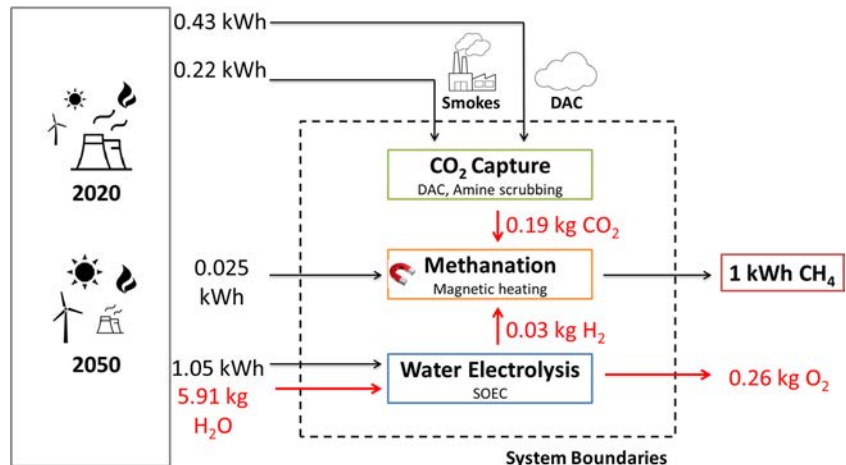 0.43 kWh
0.22 kWh
Smokes
DAC
2020
CO₂ Capture
DAC, Amine scrubbing
0.19 kg CO₂
0.025
kWh
Methanation
Magnetic heating
1 kWh CH₄
0.03 kg H₂
2050
1.05 kWh
5.91 kg
H₂O
Water Electrolysis
SOEC
0.26 kg O₂
System Boundaries